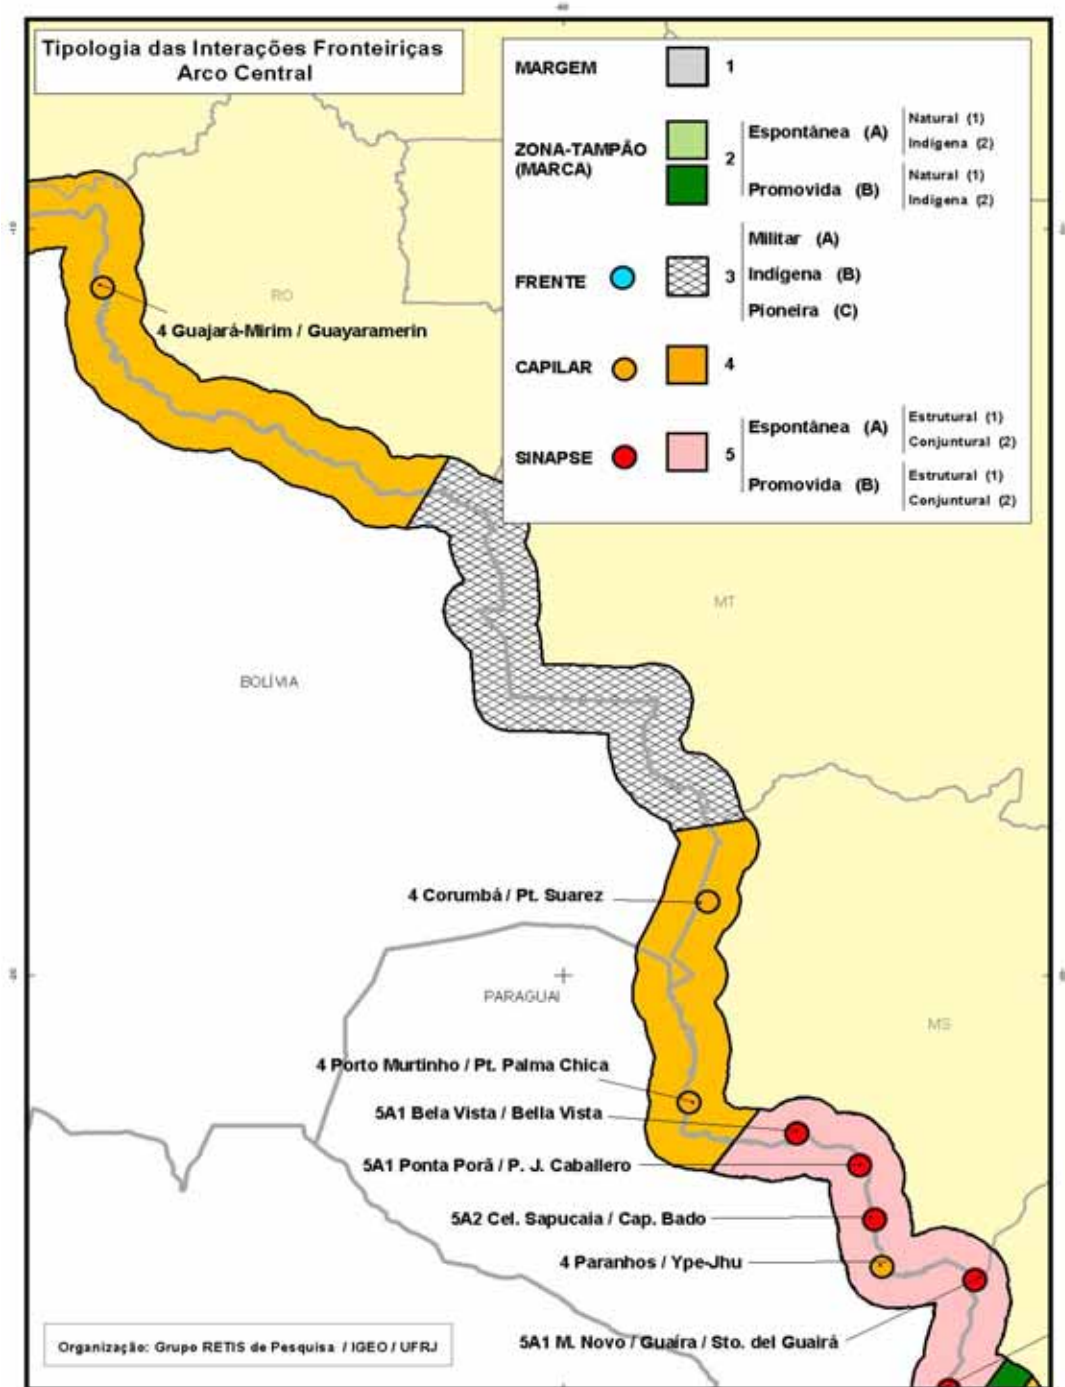 Tipologia das Interações Fronteiriças
Arco Central
MARGEM 1
ZONA-TAMPÃO
(MARCA)
2
Espontânea (A)
Natural (1)
Indígena (2)
Promovida (B)
Natural (1)
Indígena (2)
FRENTE 3
Militar (A)
Indígena (B)
Pioneira (C)
CAPILAR 4
SINAPSE 5
Espontânea (A)
Estrutural (1)
Conjuntural (2)
Promovida (B)
Estrutural (1)
Conjuntural (2)
RO
4 Guajará-Mirim / Guayaramerin
MT
BOLÍVIA
4 Corumbá / Pt. Suarez
PARAGUAI
MS
4 Porto Murtinho / Pt. Palma Chica
5A1 Bela Vista / Bella Vista
5A1 Ponta Porã / P. J. Caballero
5A2 Cel. Sapucaia / Cap. Bado
4 Paranhos / Ype-Jhu
5A1 M. Novo / Guaíra / Sto. del Guairá
Organização: Grupo RETIS de Pesquisa / IGEO / UFRJ